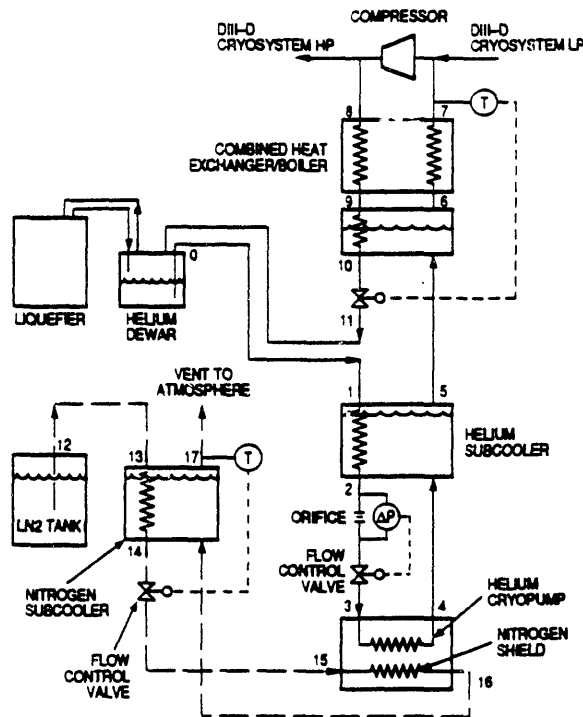 COMPRESSOR
DIII–D
CRYOSYSTEM HP
DIII–D
CRYOSYSTEM LP
T
8
7
COMBINED HEAT
EXCHANGER/BOILER
9
6
0
10
11
LIQUEFIER
HELIUM
DEWAR
VENT TO
ATMOSPHERE
1
5
HELIUM
SUBCOOLER
12
13
17
T
2
LN2 TANK
ORIFICE
ΔP
14
FLOW
CONTROL
VALVE
NITROGEN
SUBCOOLER
HELIUM
CRYOPUMP
3
4
NITROGEN
SHIELD
FLOW
CONTROL
VALVE
15
16